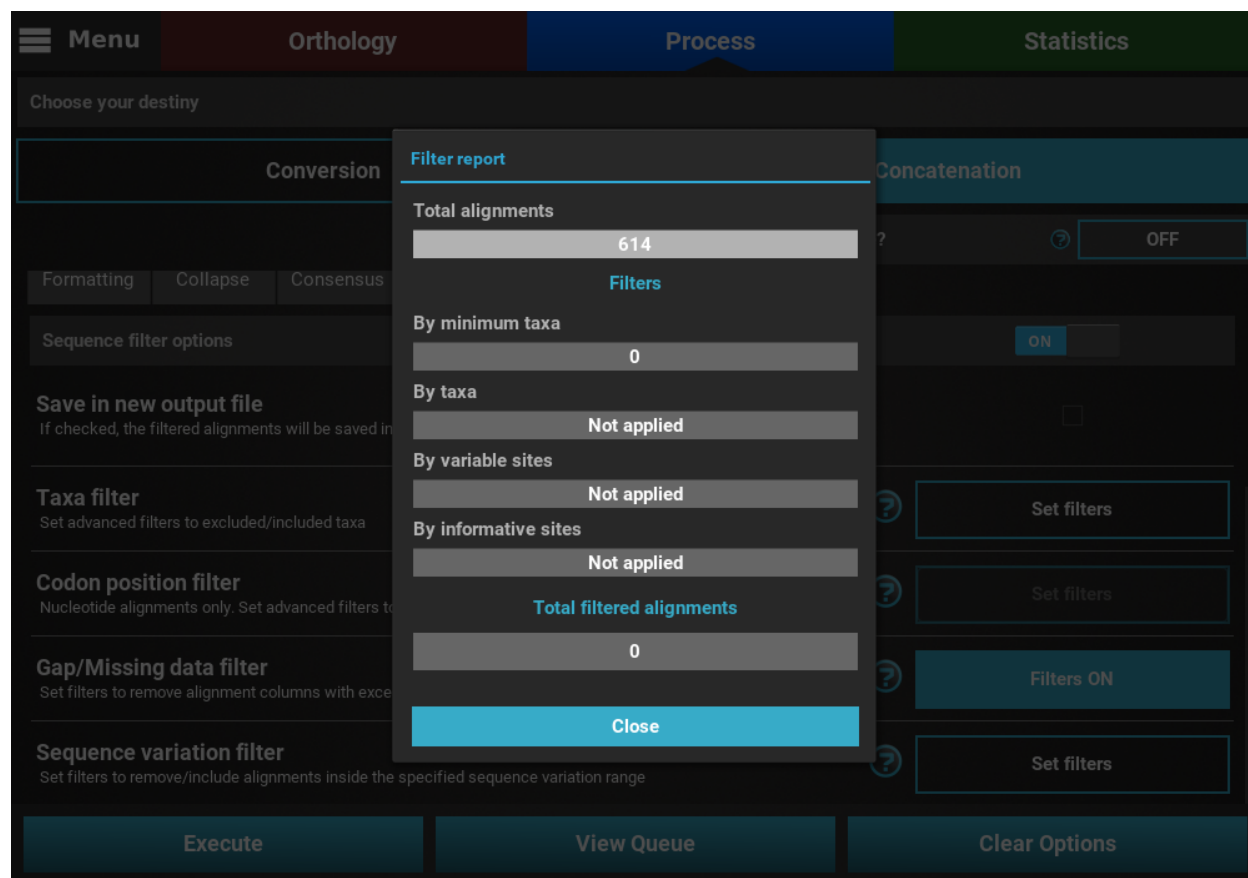 Menu
Orthology
Process
Statistics
Choose your destiny
Conversion
Concatenation
Filter report
Total alignments
614
?
?
OFF
Formatting
Collapse
Consensus
Filters
Sequence filter options
ON
By minimum taxa
0
By taxa
Not applied
Save in new output file
If checked, the filtered alignments will be saved in
By variable sites
Not applied
Taxa filter
Set advanced filters to excluded/included taxa
?
Set filters
By informative sites
Not applied
Codon position filter
Nucleotide alignments only. Set advanced filters to
?
Set filters
Total filtered alignments
0
Gap/Missing data filter
Set filters to remove alignment columns with exce
?
Filters ON
Close
Sequence variation filter
Set filters to remove/include alignments inside the specified sequence variation range
?
Set filters
Execute
View Queue
Clear Options